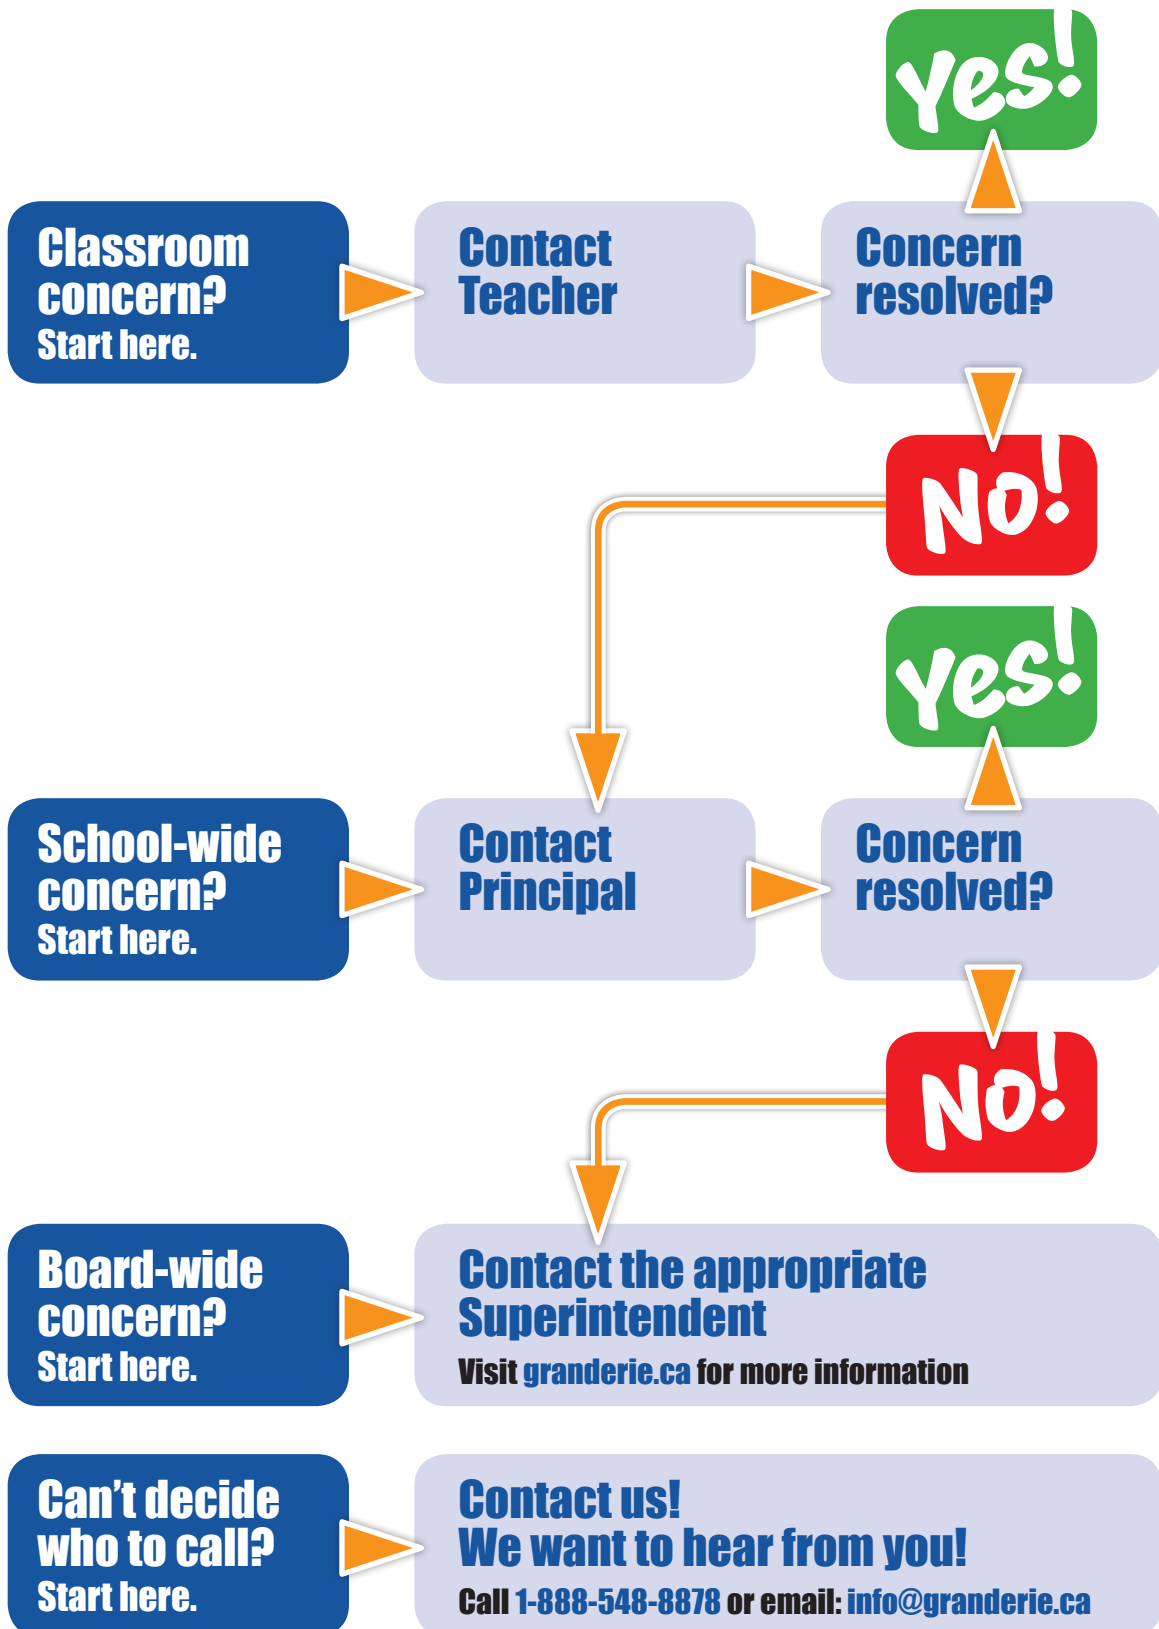 Yes!
Classroom
concern?
Start here.
Contact
Teacher
Concern
resolved?
No!
Yes!
School-wide
concern?
Start here.
Contact
Principal
Concern
resolved?
No!
Board-wide
concern?
Start here.
Contact the appropriate
Superintendent
Visit granderie.ca for more information
Can't decide
who to call?
Start here.
Contact us!
We want to hear from you!
Call 1-888-548-8878 or email: info@granderie.ca